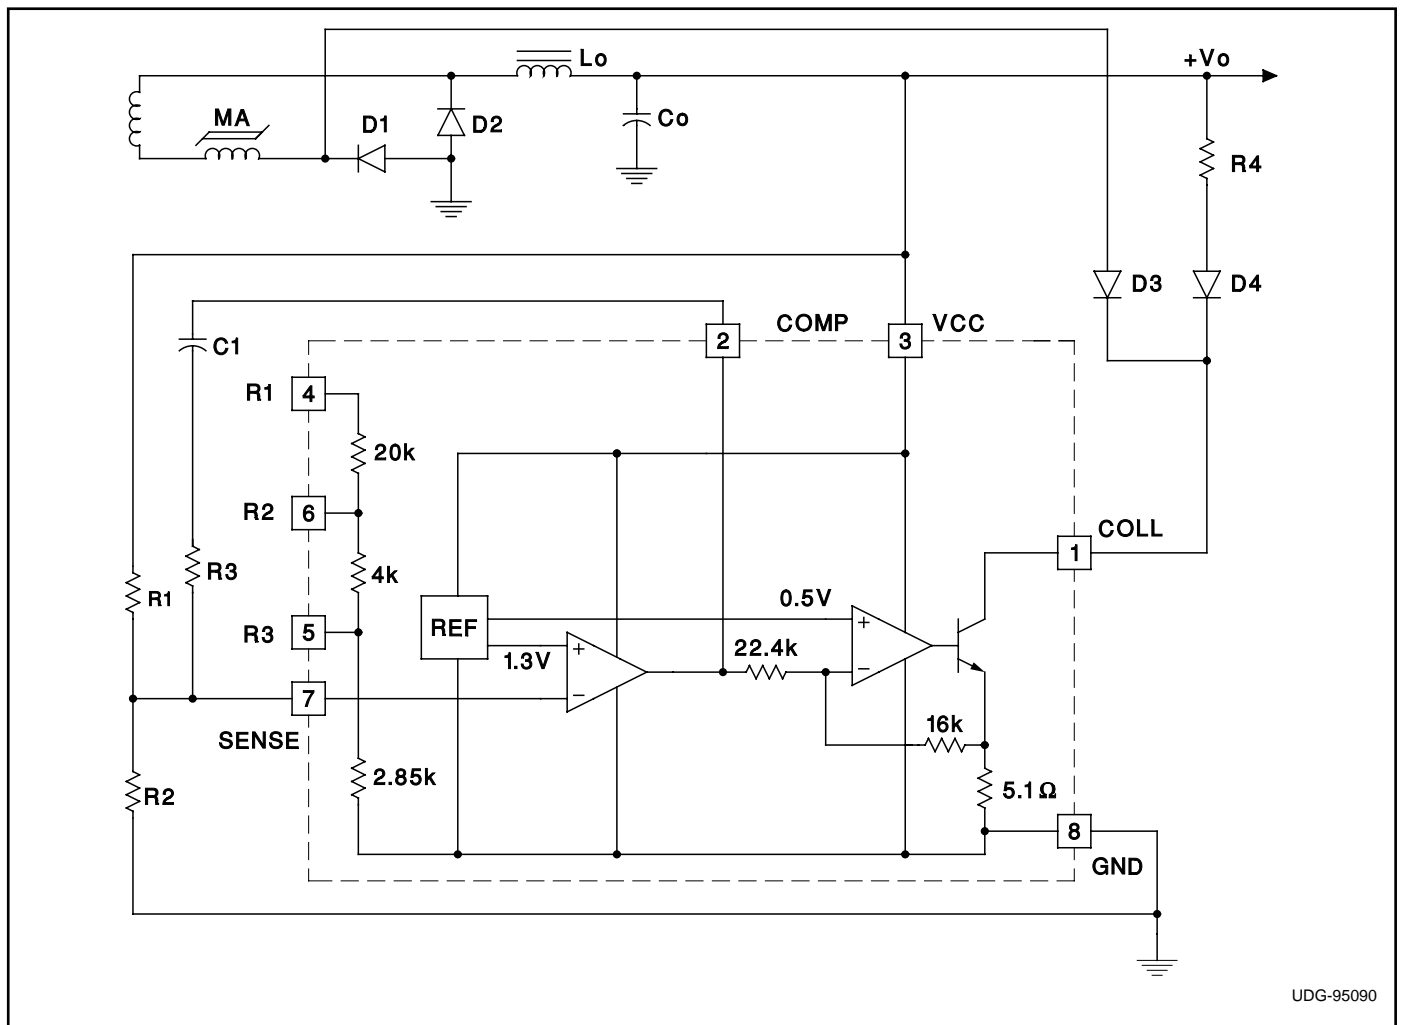 Lo
+Vo
MA
D1
D2
Co
R4
D3
D4
COMP
VCC
2
3
C1
R1
4
20k
R2
6
COLL
1
R3
4k
R1
0.5V
R3
5
REF
1.3V
+
−
22.4k
+
−
7
SENSE
16k
R2
2.85k
5.1Ω
8
GND
UDG-95090